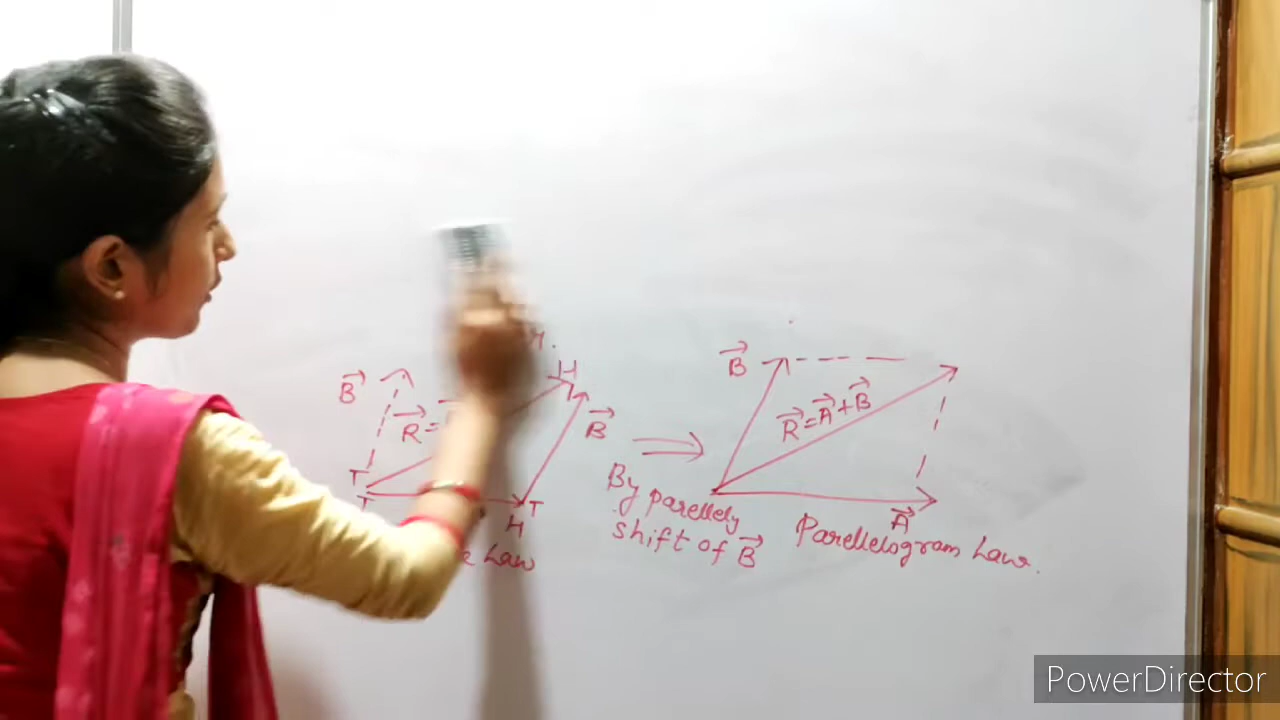 H
B⃗
R⃗ =
B⃗
T
T
H
T
Law
⇒
By parellely
shift of B⃗
B⃗
R⃗ = A⃗ + B⃗
A⃗
Parellelogram Law.
PowerDirector